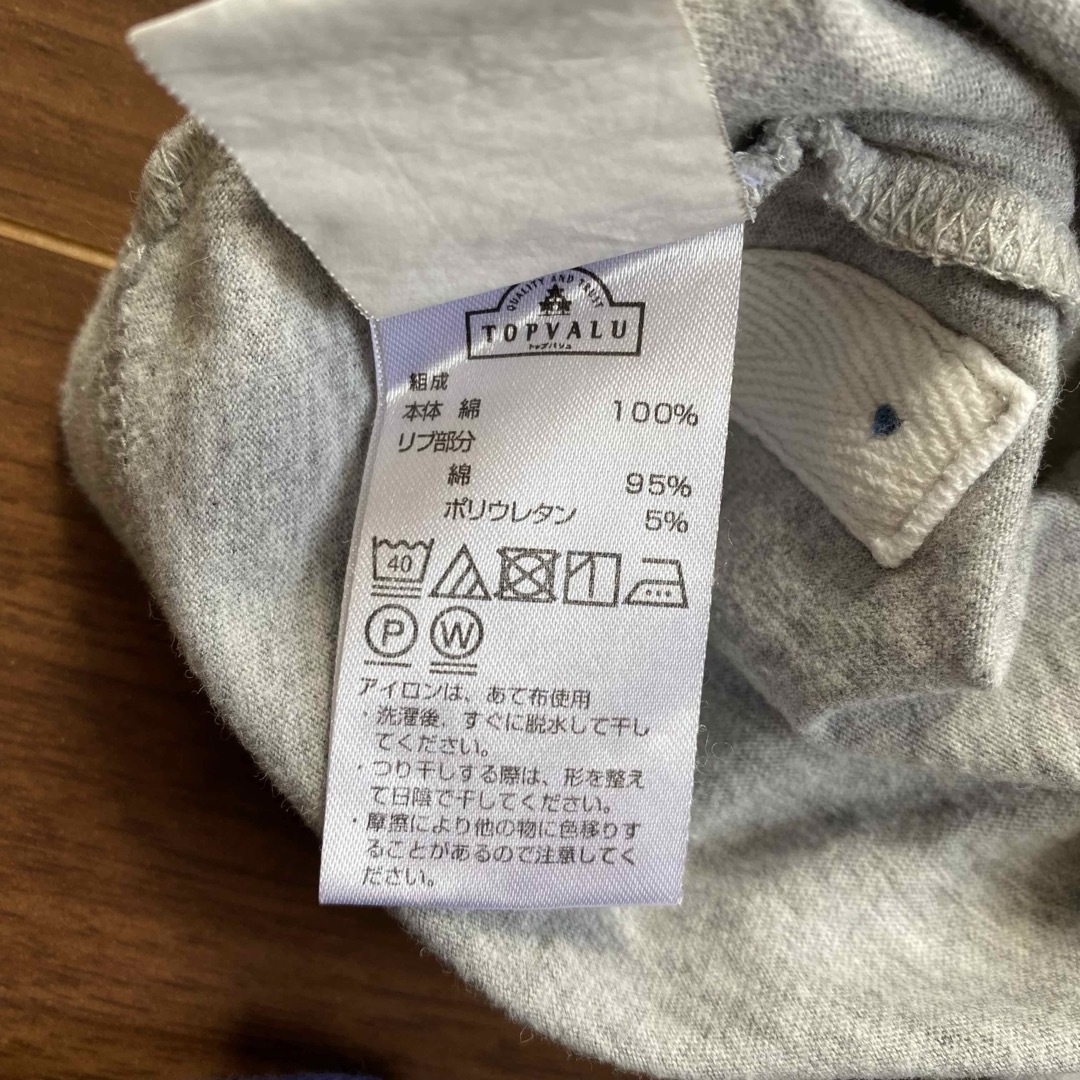 QUALITY AND TRUST
TOPVALU
トップバリュ
組成
本体 綿 100%
リブ部分
綿 95%
ポリウレタン 5%
40
P W
アイロンは、あて布使用
・洗濯後、すぐに脱水して干し
てください。
・つり干しする際は、形を整え
て日陰で干してください。
・摩擦により他の物に色移りす
ることがあるので注意してく
ださい。